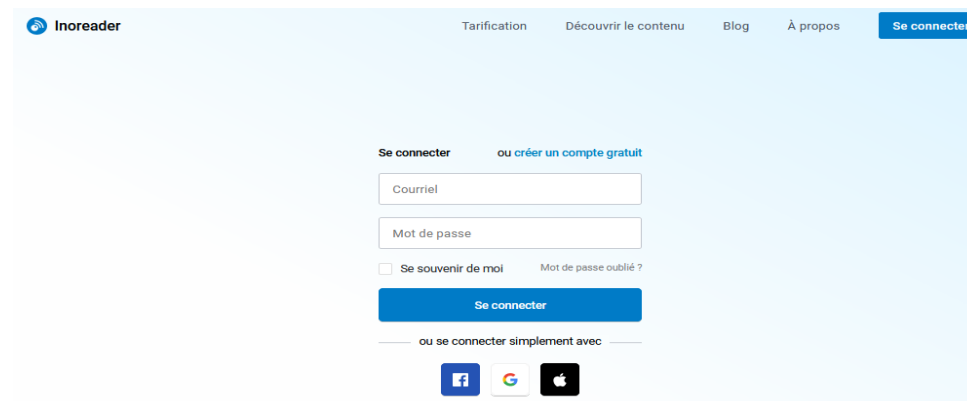 Inoreader Tarification Découvrir le contenu Blog À propos Se connecter
Se connecter ou créer un compte gratuit
Courriel
Mot de passe
Se souvenir de moi Mot de passe oublié ?
Se connecter
ou se connecter simplement avec